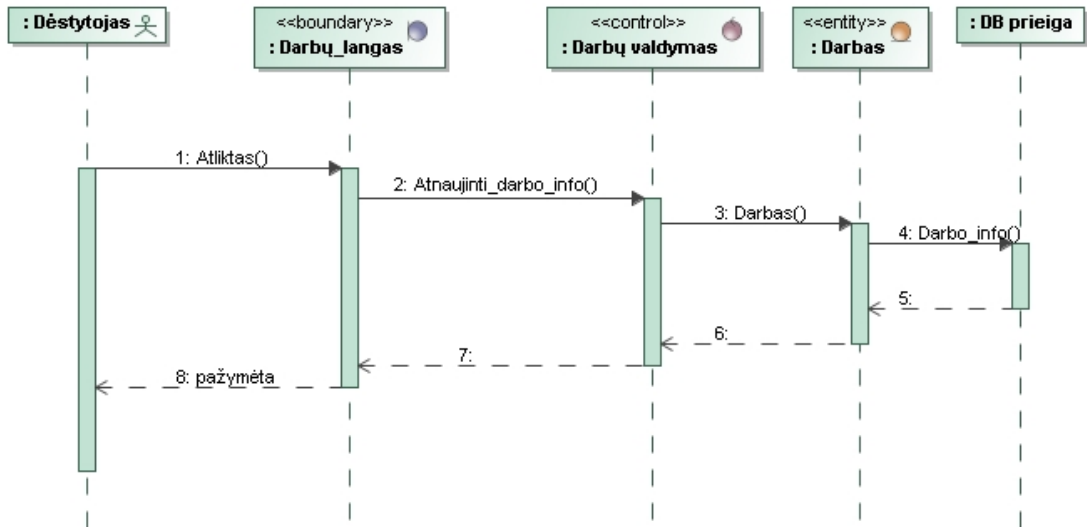 : Dėstytojas
<<boundary>>
: Darbų_langas
<<control>>
: Darbų valdymas
<<entity>>
: Darbas
: DB prieiga
1: Atliktas()
2: Atnaujinti_darbo_info()
3: Darbas()
4: Darbo_info()
5:
6:
7:
8: pažymėta